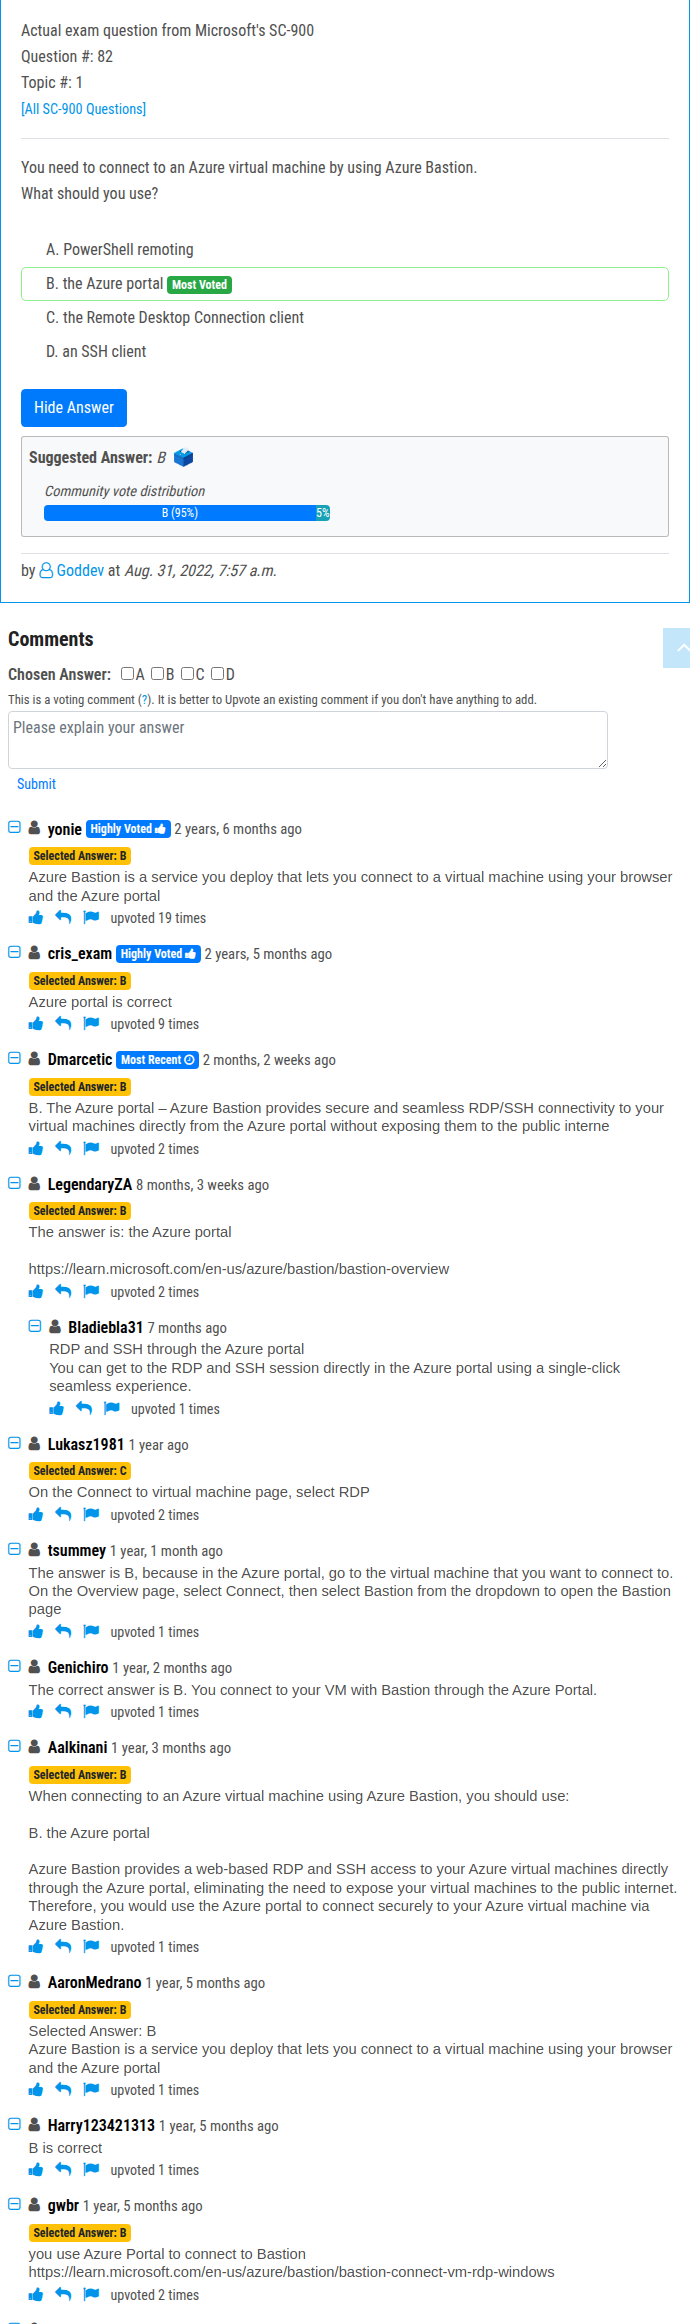 Actual exam question from Microsoft's SC-900
Question #: 82
Topic #: 1
[All SC-900 Questions]
You need to connect to an Azure virtual machine by using Azure Bastion.
What should you use?
A. PowerShell remoting
B. the Azure portal Most Voted
C. the Remote Desktop Connection client
D. an SSH client
Hide Answer
Suggested Answer: B
Community vote distribution
B (95%) 5%
by Goddev at Aug. 31, 2022, 7:57 a.m.
Comments
Chosen Answer: A B C D
This is a voting comment (?). It is better to Upvote an existing comment if you don't have anything to add.
Please explain your answer
Submit
yonie Highly Voted 2 years, 6 months ago
Selected Answer: B
Azure Bastion is a service you deploy that lets you connect to a virtual machine using your browser
and the Azure portal
upvoted 19 times
cris_exam Highly Voted 2 years, 5 months ago
Selected Answer: B
Azure portal is correct
upvoted 9 times
Dmarcetic Most Recent 2 months, 2 weeks ago
Selected Answer: B
B. The Azure portal – Azure Bastion provides secure and seamless RDP/SSH connectivity to your
virtual machines directly from the Azure portal without exposing them to the public interne
upvoted 2 times
LegendaryZA 8 months, 3 weeks ago
Selected Answer: B
The answer is: the Azure portal
https://learn.microsoft.com/en-us/azure/bastion/bastion-overview
upvoted 2 times
Bladiebla31 7 months ago
RDP and SSH through the Azure portal
You can get to the RDP and SSH session directly in the Azure portal using a single-click
seamless experience.
upvoted 1 times
Lukasz1981 1 year ago
Selected Answer: C
On the Connect to virtual machine page, select RDP
upvoted 2 times
tsummey 1 year, 1 month ago
The answer is B, because in the Azure portal, go to the virtual machine that you want to connect to.
On the Overview page, select Connect, then select Bastion from the dropdown to open the Bastion
page
upvoted 1 times
Genichiro 1 year, 2 months ago
The correct answer is B. You connect to your VM with Bastion through the Azure Portal.
upvoted 1 times
Aalkinani 1 year, 3 months ago
Selected Answer: B
When connecting to an Azure virtual machine using Azure Bastion, you should use:
B. the Azure portal
Azure Bastion provides a web-based RDP and SSH access to your Azure virtual machines directly
through the Azure portal, eliminating the need to expose your virtual machines to the public internet.
Therefore, you would use the Azure portal to connect securely to your Azure virtual machine via
Azure Bastion.
upvoted 1 times
AaronMedrano 1 year, 5 months ago
Selected Answer: B
Selected Answer: B
Azure Bastion is a service you deploy that lets you connect to a virtual machine using your browser
and the Azure portal
upvoted 1 times
Harry123421313 1 year, 5 months ago
B is correct
upvoted 1 times
gwbr 1 year, 5 months ago
Selected Answer: B
you use Azure Portal to connect to Bastion
https://learn.microsoft.com/en-us/azure/bastion/bastion-connect-vm-rdp-windows
upvoted 2 times